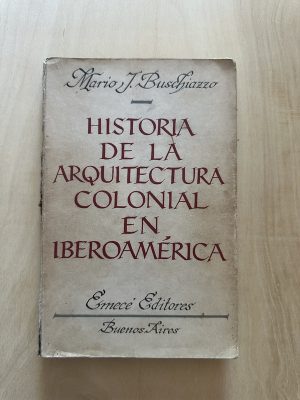 Mario J. Buschiazzo
HISTORIA
DE LA
ARQUITECTURA
COLONIAL
EN
IBEROAMÉRICA
Emecé Editores
Buenos Aires